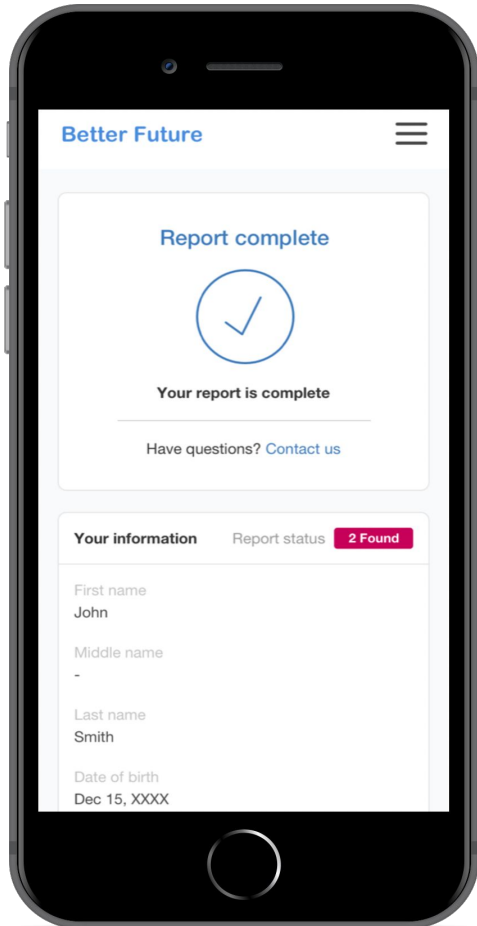 Better Future
Report complete
Your report is complete
Have questions? Contact us
Your information Report status 2 Found
First name
John
Middle name
-
Last name
Smith
Date of birth
Dec 15, XXXX